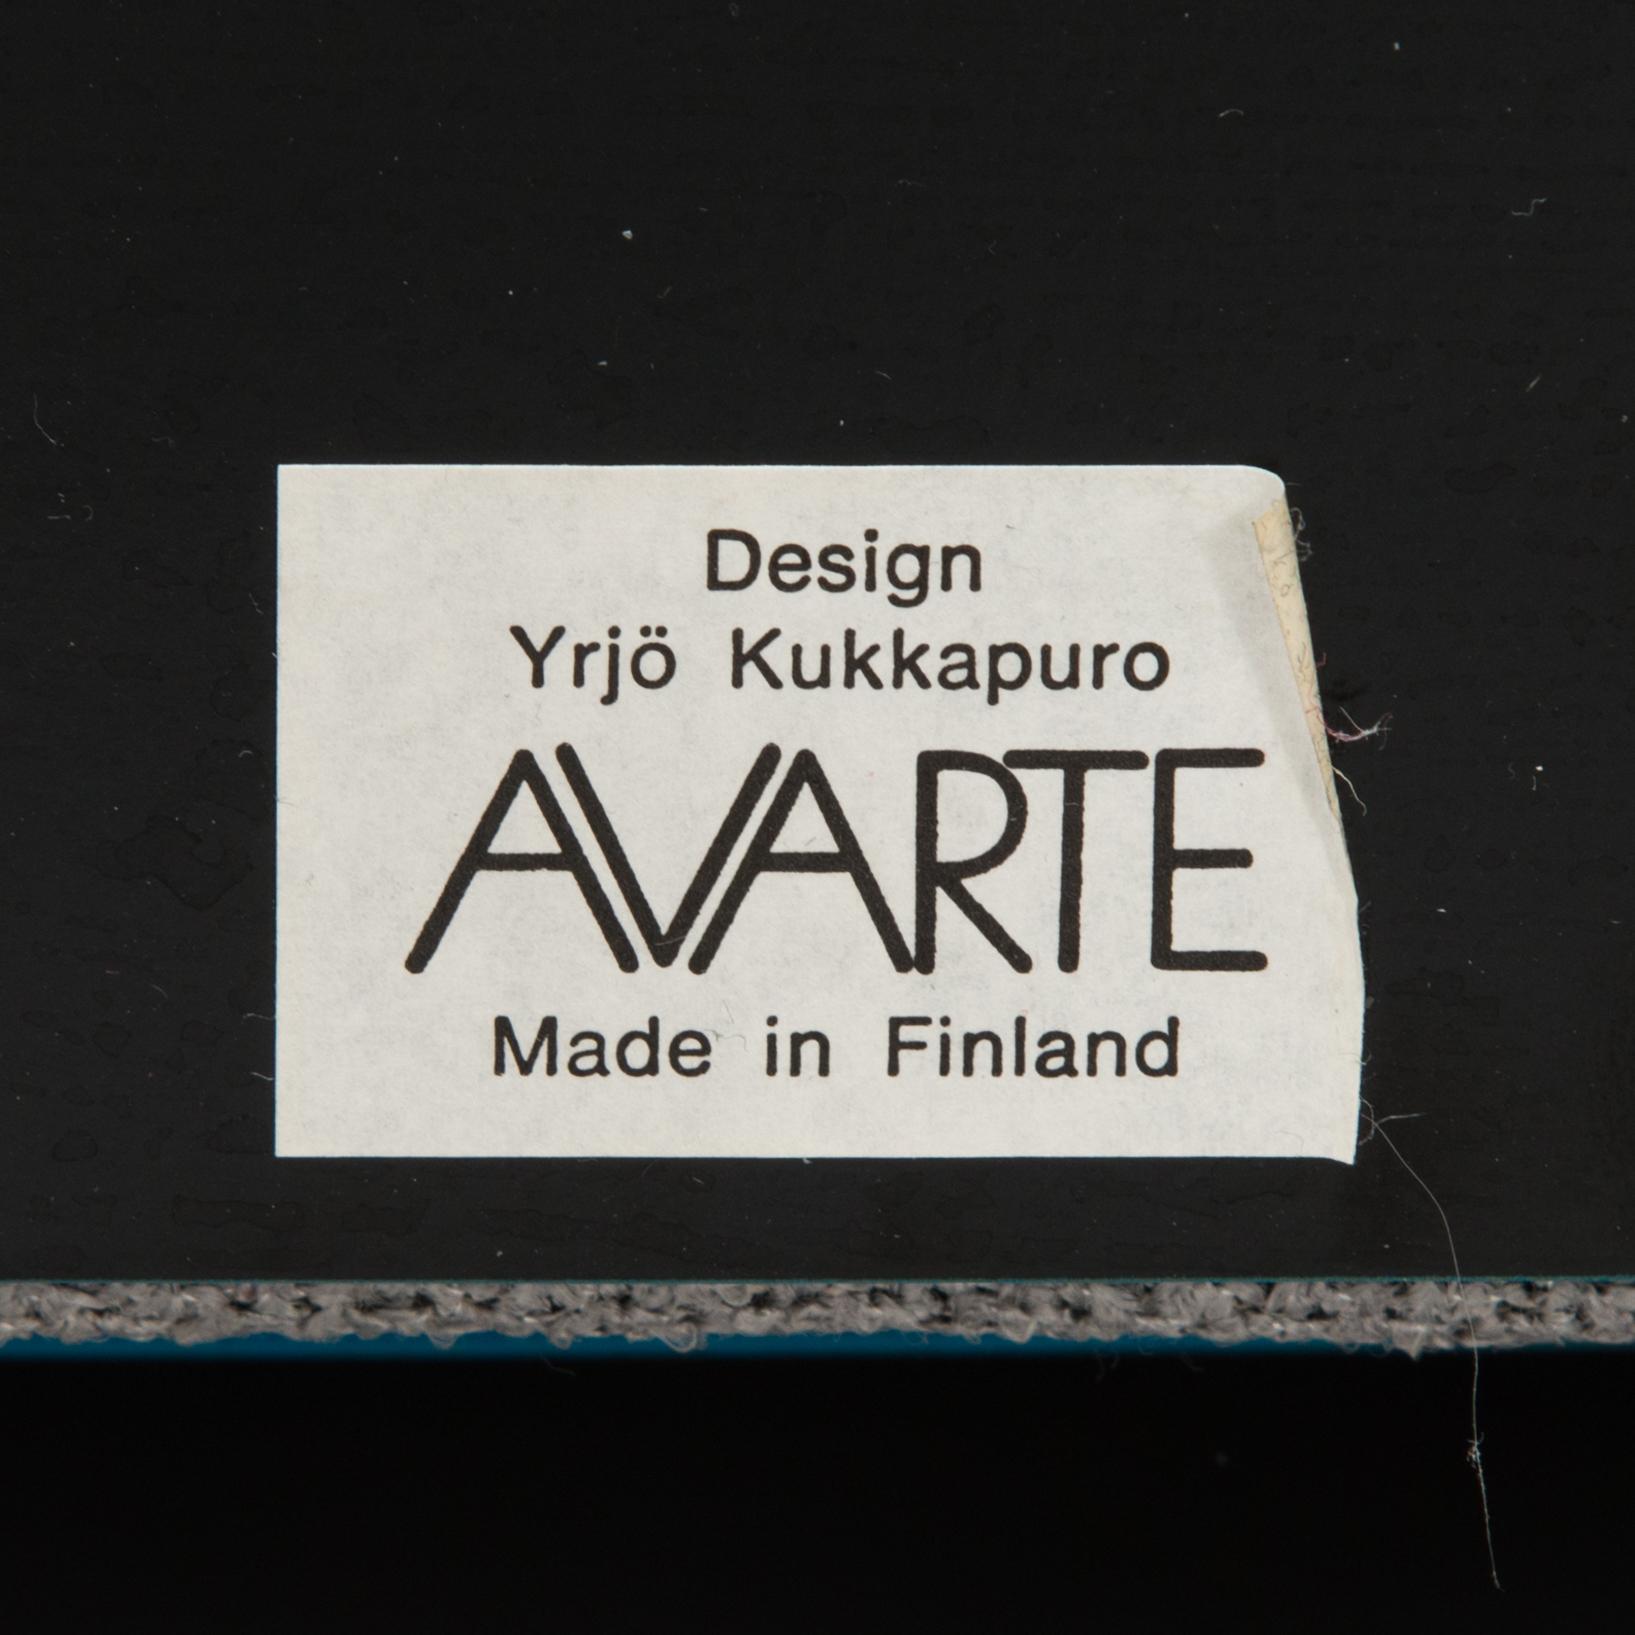 Design
Yrjö Kukkapuro
AVARTE
Made in Finland